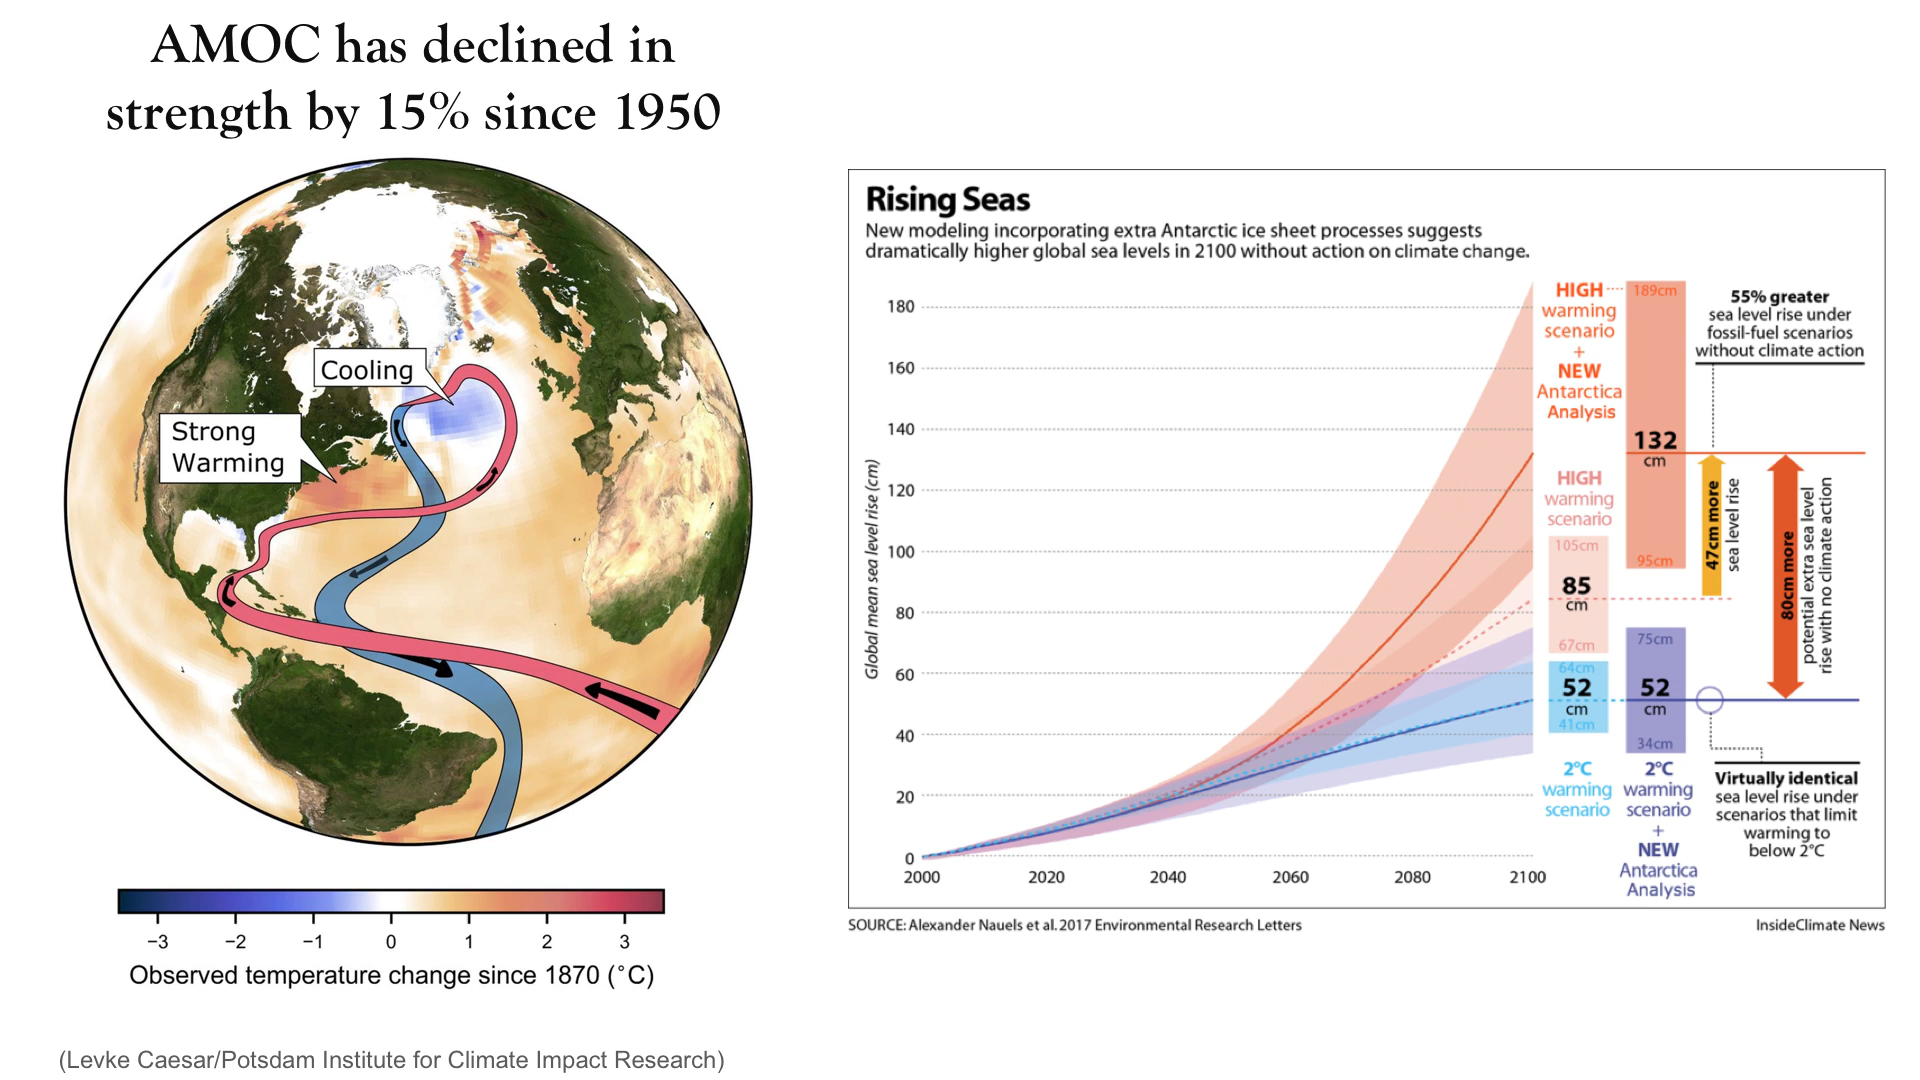 AMOC has declined in
strength by 15% since 1950
Cooling
Strong
Warming
−3
−2
−1
0
1
2
3
Observed temperature change since 1870 (˚C)
(Levke Caesar/Potsdam Institute for Climate Impact Research)
Rising Seas
New modeling incorporating extra Antarctic ice sheet processes suggests
dramatically higher global sea levels in 2100 without action on climate change.
Global mean sea level rise (cm)
180
160
140
120
100
80
60
40
20
0
2000
2020
2040
2060
2080
2100
HIGH
warming
scenario
+
NEW
Antarctica
Analysis
189cm
132
cm
95cm
HIGH
warming
scenario
105cm
85
cm
67cm
64cm
52
cm
41cm
2°C
warming
scenario
75cm
52
cm
34cm
2°C
warming
scenario
+
NEW
Antarctica
Analysis
55% greater
sea level rise under
fossil-fuel scenarios
without climate action
47cm more
sea level rise
80cm more
potential extra sea level
rise with no climate action
Virtually identical
sea level rise under
scenarios that limit
warming to
below 2°C
SOURCE: Alexander Nauels et al. 2017 Environmental Research Letters
InsideClimate News